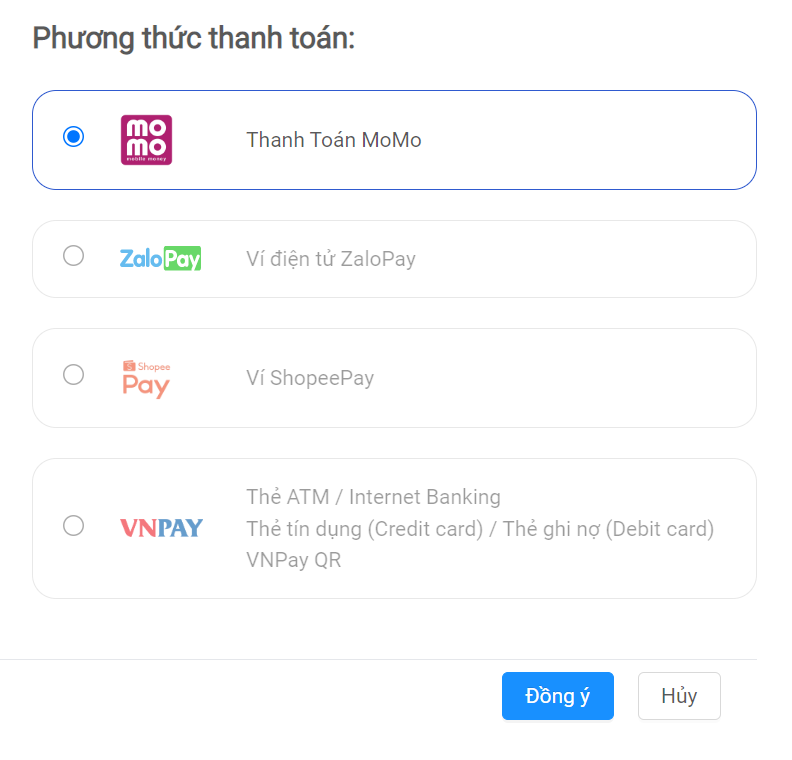 Phương thức thanh toán:
mo
mo
mobile money
Thanh Toán MoMo
ZaloPay
Ví điện tử ZaloPay
S Shopee
Pay
Ví ShopeePay
VNPAY
Thẻ ATM / Internet Banking
Thẻ tín dụng (Credit card) / Thẻ ghi nợ (Debit card)
VNPay QR
Đồng ý
Hủy